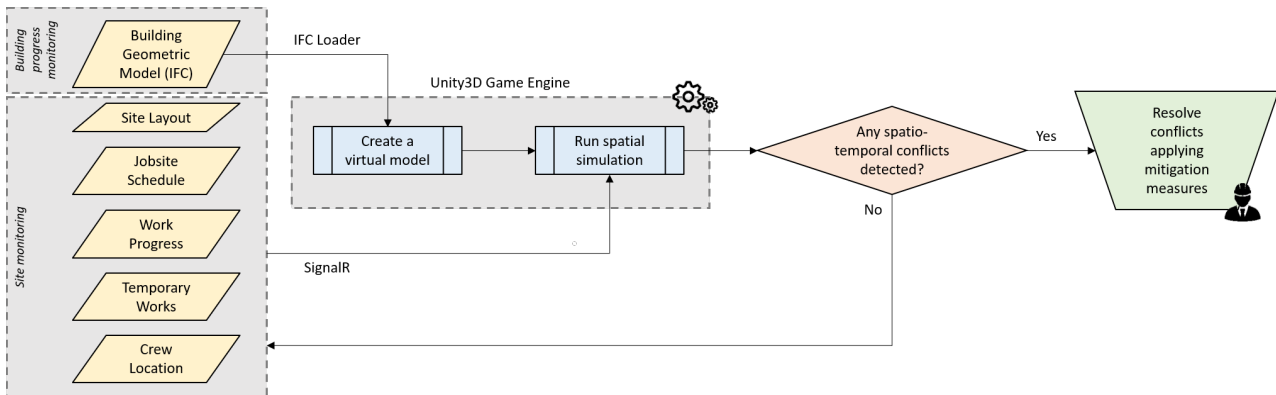 Building
progress
monitoring
Building
Geometric
Model (IFC)
IFC Loader
Unity3D Game Engine
Site monitoring
Site Layout
Jobsite
Schedule
Work
Progress
Temporary
Works
Crew
Location
Create a
virtual model
Run spatial
simulation
SignalR
Any spatio-
temporal conflicts
detected?
Yes
No
Resolve
conflicts
applying
mitigation
measures